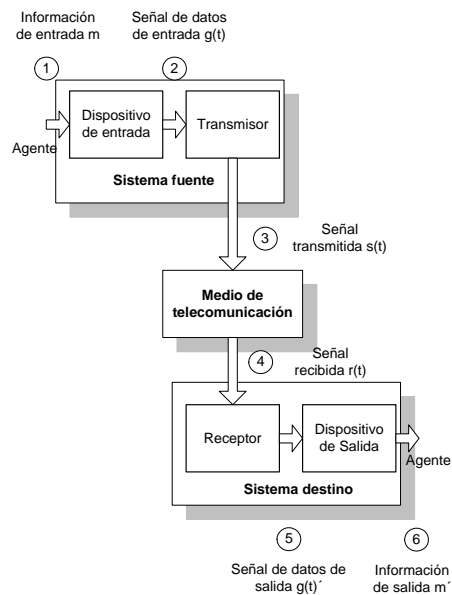 Información
de entrada m
Señal de datos
de entrada g(t)
1
2
Dispositivo
de entrada
Transmisor
Agente
Sistema fuente
3
Señal
transmitida s(t)
Medio de
telecomunicación
4
Señal
recibida r(t)
Receptor
Dispositivo
de Salida
Agente
Sistema destino
5
6
Señal de datos de
salida g(t)´
Información
de salida m´